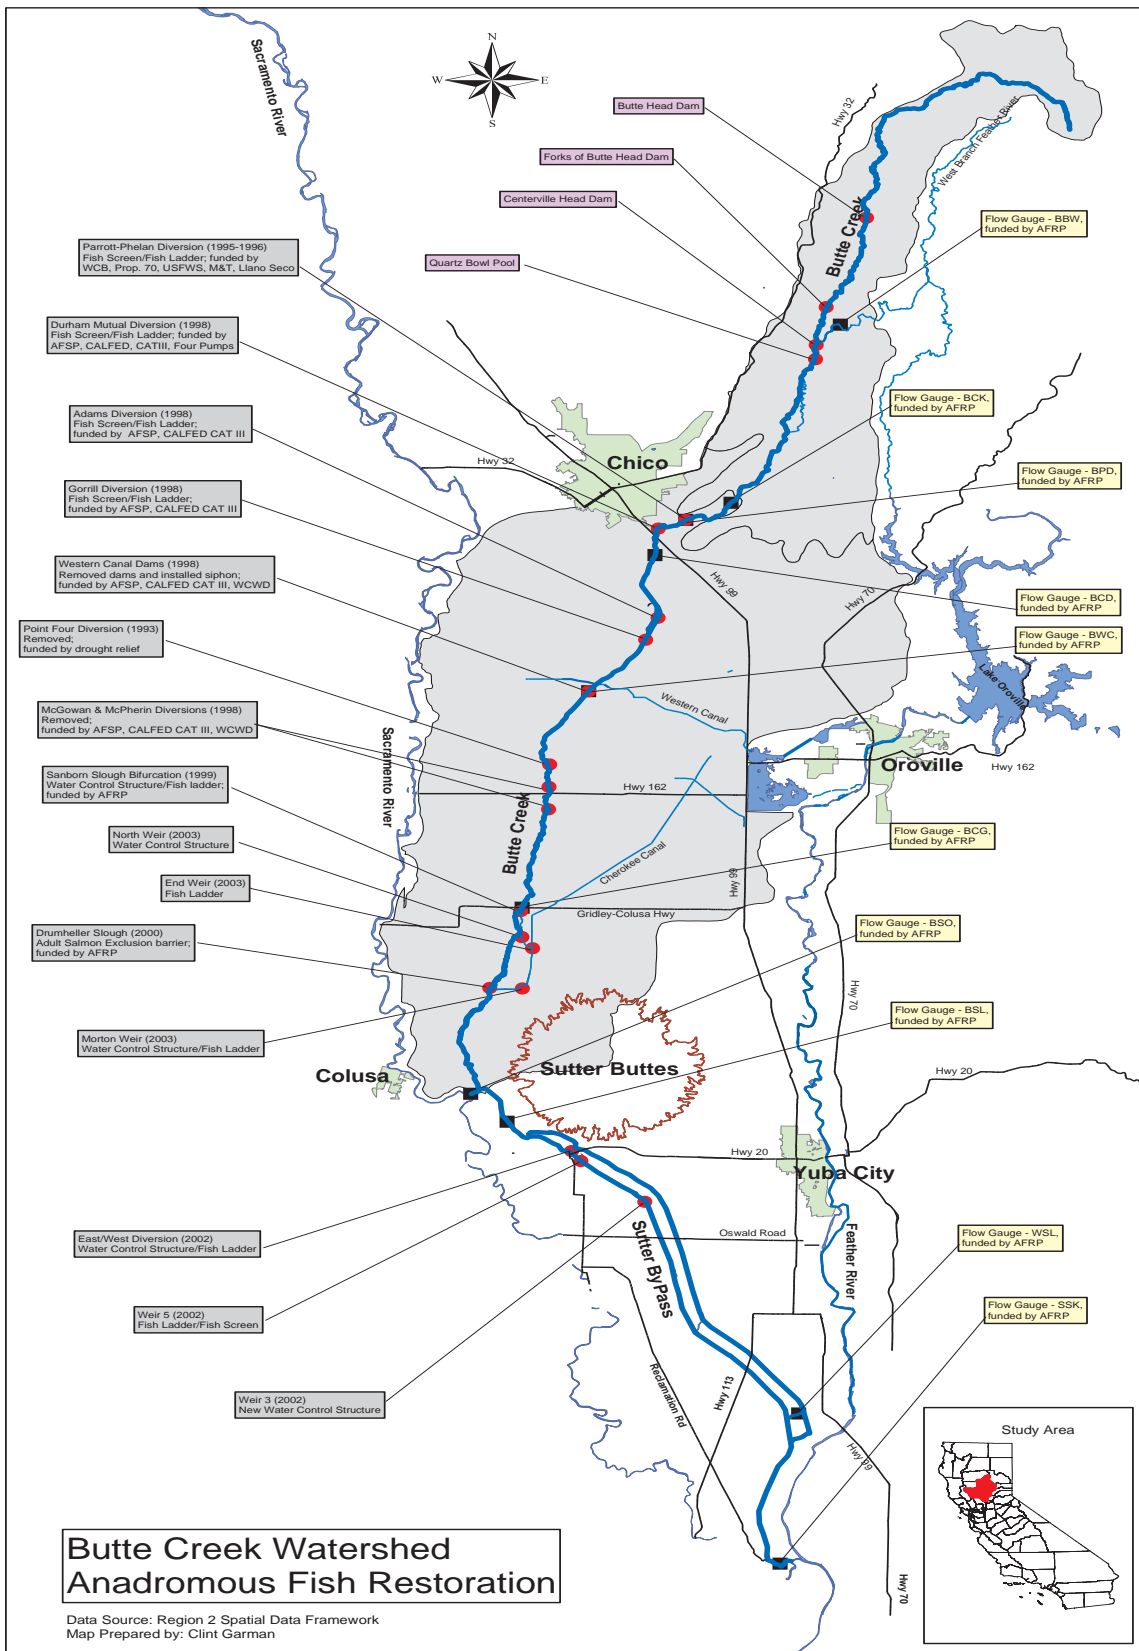 N
W
E
S
Sacramento River
Hwy 32
West Branch Feather River
Butte Head Dam
Forks of Butte Head Dam
Centerville Head Dam
Quartz Bowl Pool
Butte Creek
Flow Gauge - BBW,
funded by AFRP
Parrott-Phelan Diversion (1995-1996)
Fish Screen/Fish Ladder; funded by
WCB, Prop. 70, USFWS, M&T, Llano Seco
Durham Mutual Diversion (1998)
Fish Screen/Fish Ladder; funded by
AFSP, CALFED, CATIII, Four Pumps
Adams Diversion (1998)
Fish Screen/Fish Ladder;
funded by  AFSP, CALFED CAT III
Flow Gauge - BCK,
funded by AFRP
Hwy 32
Chico
Flow Gauge - BPD,
funded by AFRP
Gorrill Diversion (1998)
Fish Screen/Fish Ladder;
funded by AFSP, CALFED CAT III
Western Canal Dams (1998)
Removed dams and installed siphon;
funded by AFSP, CALFED CAT III, WCWD
Hwy 99
Hwy 70
Flow Gauge - BCD,
funded by AFRP
Flow Gauge - BWC,
funded by AFRP
Point Four Diversion (1993)
Removed;
funded by drought relief
Lake Oroville
Western Canal
McGowan & McPherin Diversions (1998)
Removed;
funded by AFSP, CALFED CAT III, WCWD
Sacramento River
Oroville
Hwy 162
Sanborn Slough Bifurcation (1999)
Water Control Structure/Fish ladder;
funded by AFRP
Hwy 162
Butte Creek
North Weir (2003)
Water Control Structure
Cherokee Canal
Flow Gauge - BCG,
funded by AFRP
End Weir (2003)
Fish Ladder
Hwy 99
Gridley-Colusa Hwy
Drumheller Slough (2000)
Adult Salmon Exclusion barrier;
funded by AFRP
Flow Gauge - BSO,
funded by AFRP
Hwy 70
Flow Gauge - BSL,
funded by AFRP
Morton Weir (2003)
Water Control Structure/Fish Ladder
Colusa
Sutter Buttes
Hwy 20
Hwy 20
Yuba City
East/West Diversion (2002)
Water Control Structure/Fish Ladder
Oswald Road
Sutter ByPass
Feather River
Flow Gauge - WSL,
funded by AFRP
Weir 5 (2002)
Fish Ladder/Fish Screen
Flow Gauge - SSK,
funded by AFRP
Weir 3 (2002)
New Water Control Structure
Reclamation Rd
Hwy 113
Hwy 99
Hwy 70
Study Area
Butte Creek Watershed
Anadromous Fish Restoration
Data Source: Region 2 Spatial Data Framework
Map Prepared by: Clint Garman